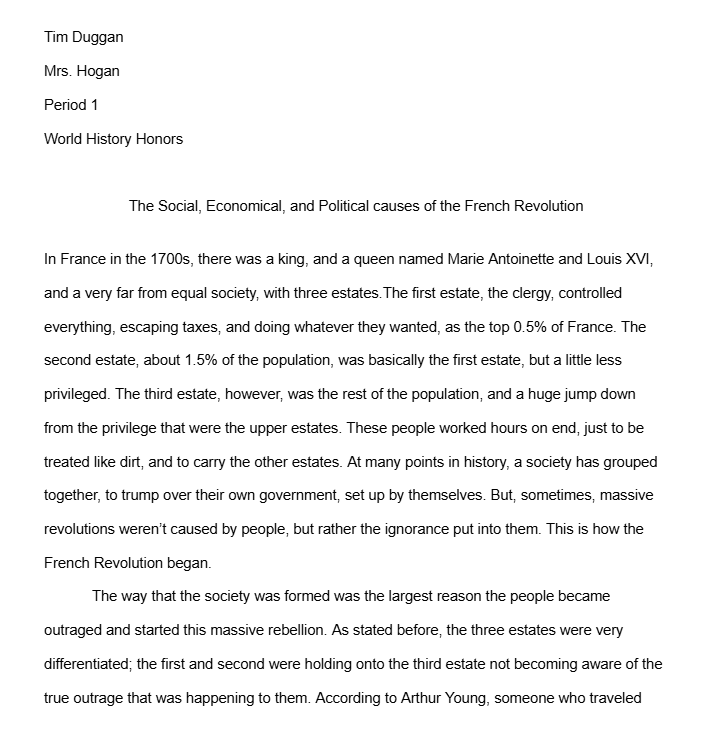 Tim Duggan
Mrs. Hogan
Period 1
World History Honors
The Social, Economical, and Political causes of the French Revolution
In France in the 1700s, there was a king, and a queen named Marie Antoinette and Louis XVI,
and a very far from equal society, with three estates.The first estate, the clergy, controlled
everything, escaping taxes, and doing whatever they wanted, as the top 0.5% of France. The
second estate, about 1.5% of the population, was basically the first estate, but a little less
privileged. The third estate, however, was the rest of the population, and a huge jump down
from the privilege that were the upper estates. These people worked hours on end, just to be
treated like dirt, and to carry the other estates. At many points in history, a society has grouped
together, to trump over their own government, set up by themselves. But, sometimes, massive
revolutions weren’t caused by people, but rather the ignorance put into them. This is how the
French Revolution began.
The way that the society was formed was the largest reason the people became
outraged and started this massive rebellion. As stated before, the three estates were very
differentiated; the first and second were holding onto the third estate not becoming aware of the
true outrage that was happening to them. According to Arthur Young, someone who traveled